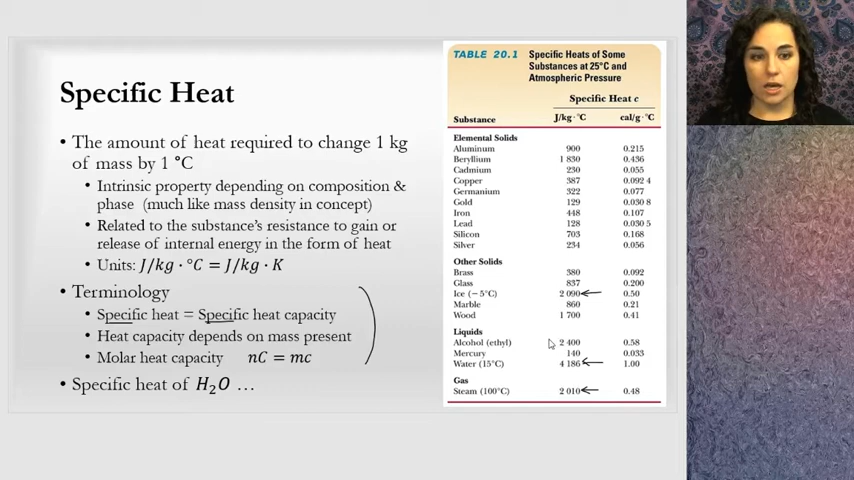 Specific Heat
• The amount of heat required to change 1 kg
of mass by 1 °C
• Intrinsic property depending on composition &
phase (much like mass density in concept)
• Related to the substance's resistance to gain or
release of internal energy in the form of heat
• Units: J/kg · °C = J/kg · K
• Terminology
• Specific heat = Specific heat capacity
• Heat capacity depends on mass present
• Molar heat capacity nC = mc
• Specific heat of H₂O …
TABLE 20.1 Specific Heats of Some
Substances at 25°C and
Atmospheric Pressure
Specific Heat c
Substance J/kg · °C cal/g · °C
Elemental Solids
Aluminum 900 0.215
Beryllium 1 830 0.436
Cadmium 230 0.055
Copper 387 0.092 4
Germanium 322 0.077
Gold 129 0.030 8
Iron 448 0.107
Lead 128 0.030 5
Silicon 703 0.168
Silver 234 0.056
Other Solids
Brass 380 0.092
Glass 837 0.200
Ice (− 5°C) 2 090 0.50
Marble 860 0.21
Wood 1 700 0.41
Liquids
Alcohol (ethyl) 2 400 0.58
Mercury 140 0.033
Water (15°C) 4 186 1.00
Gas
Steam (100°C) 2 010 0.48